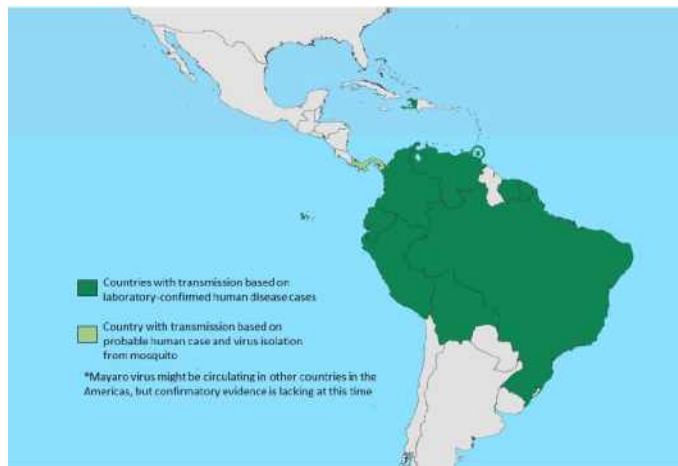 Countries with transmission based on
laboratory-confirmed human disease cases
Country with transmission based on
probable human case and virus isolation
from mosquito
*Mayaro virus might be circulating in other countries in the
Americas, but confirmatory evidence is lacking at this time